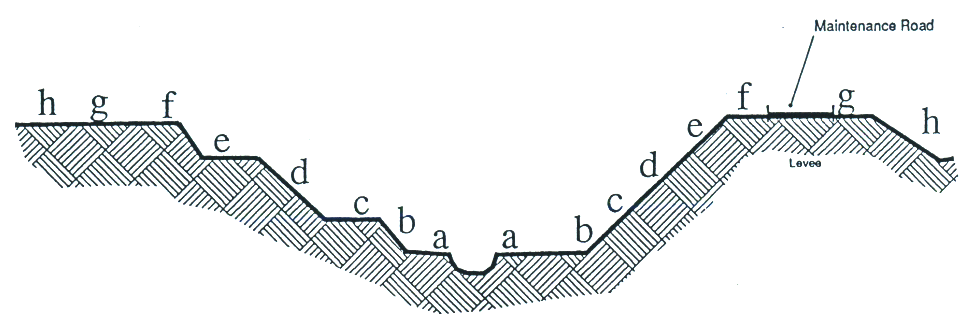 Maintenance Road
h g f f g
e e h
d d
c c
b a a b
Levee